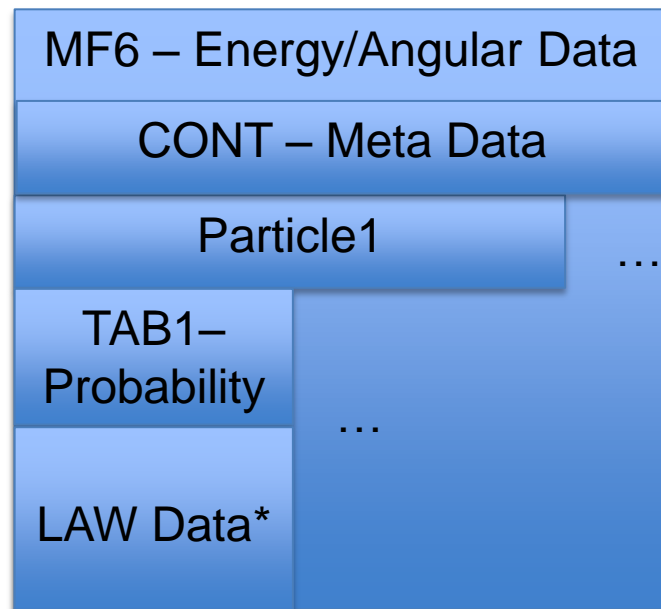 MF6 – Energy/Angular Data
CONT – Meta Data
Particle1
…
TAB1–
Probability
…
LAW Data*